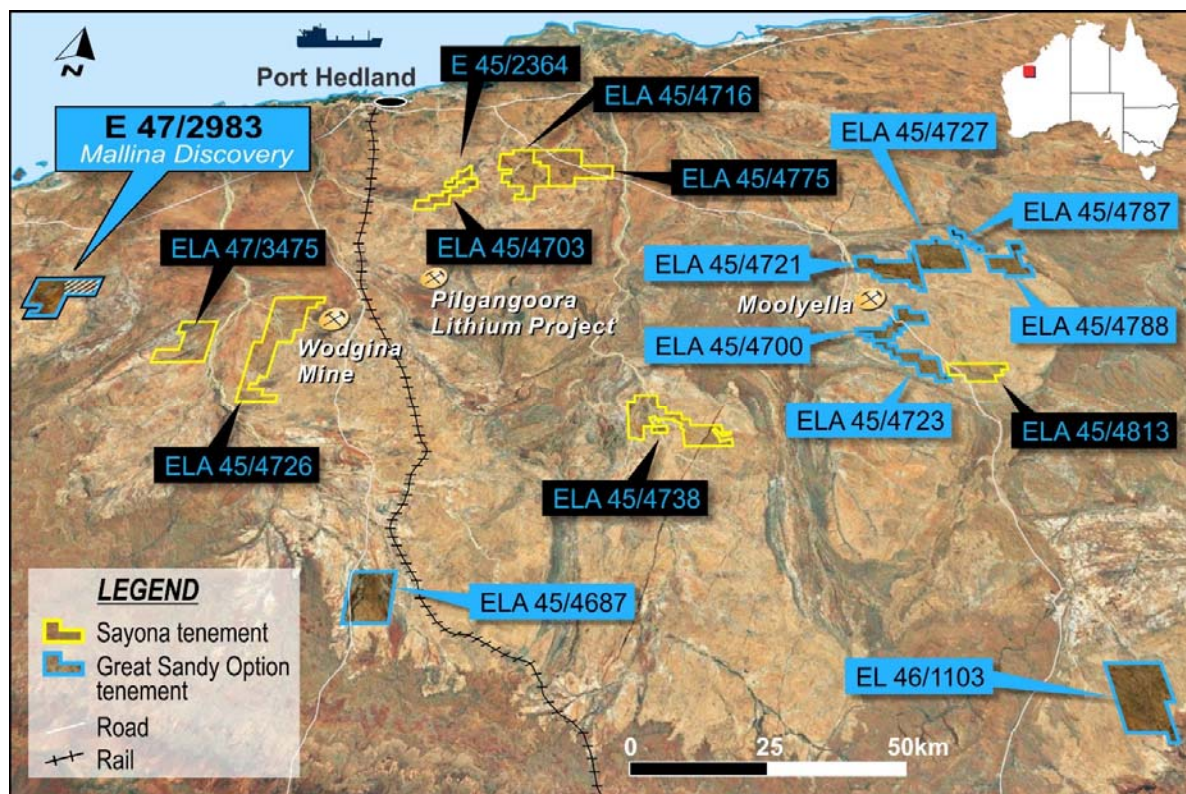 N
Port Hedland
E 47/2983
Mallina Discovery
E 45/2364
ELA 45/4716
ELA 45/4727
ELA 45/4775
ELA 45/4787
ELA 47/3475
ELA 45/4703
ELA 45/4721
Pilgangoora
Lithium Project
Moolyella
Wodgina
Mine
ELA 45/4700
ELA 45/4788
ELA 45/4723
ELA 45/4813
ELA 45/4726
ELA 45/4738
ELA 45/4687
EL 46/1103
LEGEND
Sayona tenement
Great Sandy Option
tenement
Road
Rail
0 25 50km